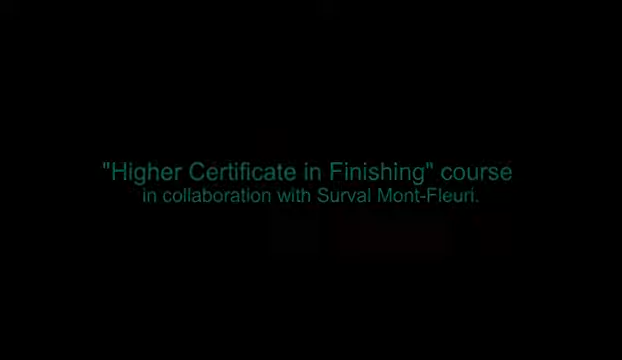 "Higher Certificate in Finishing" course
in collaboration with Surval Mont-Fleuri.